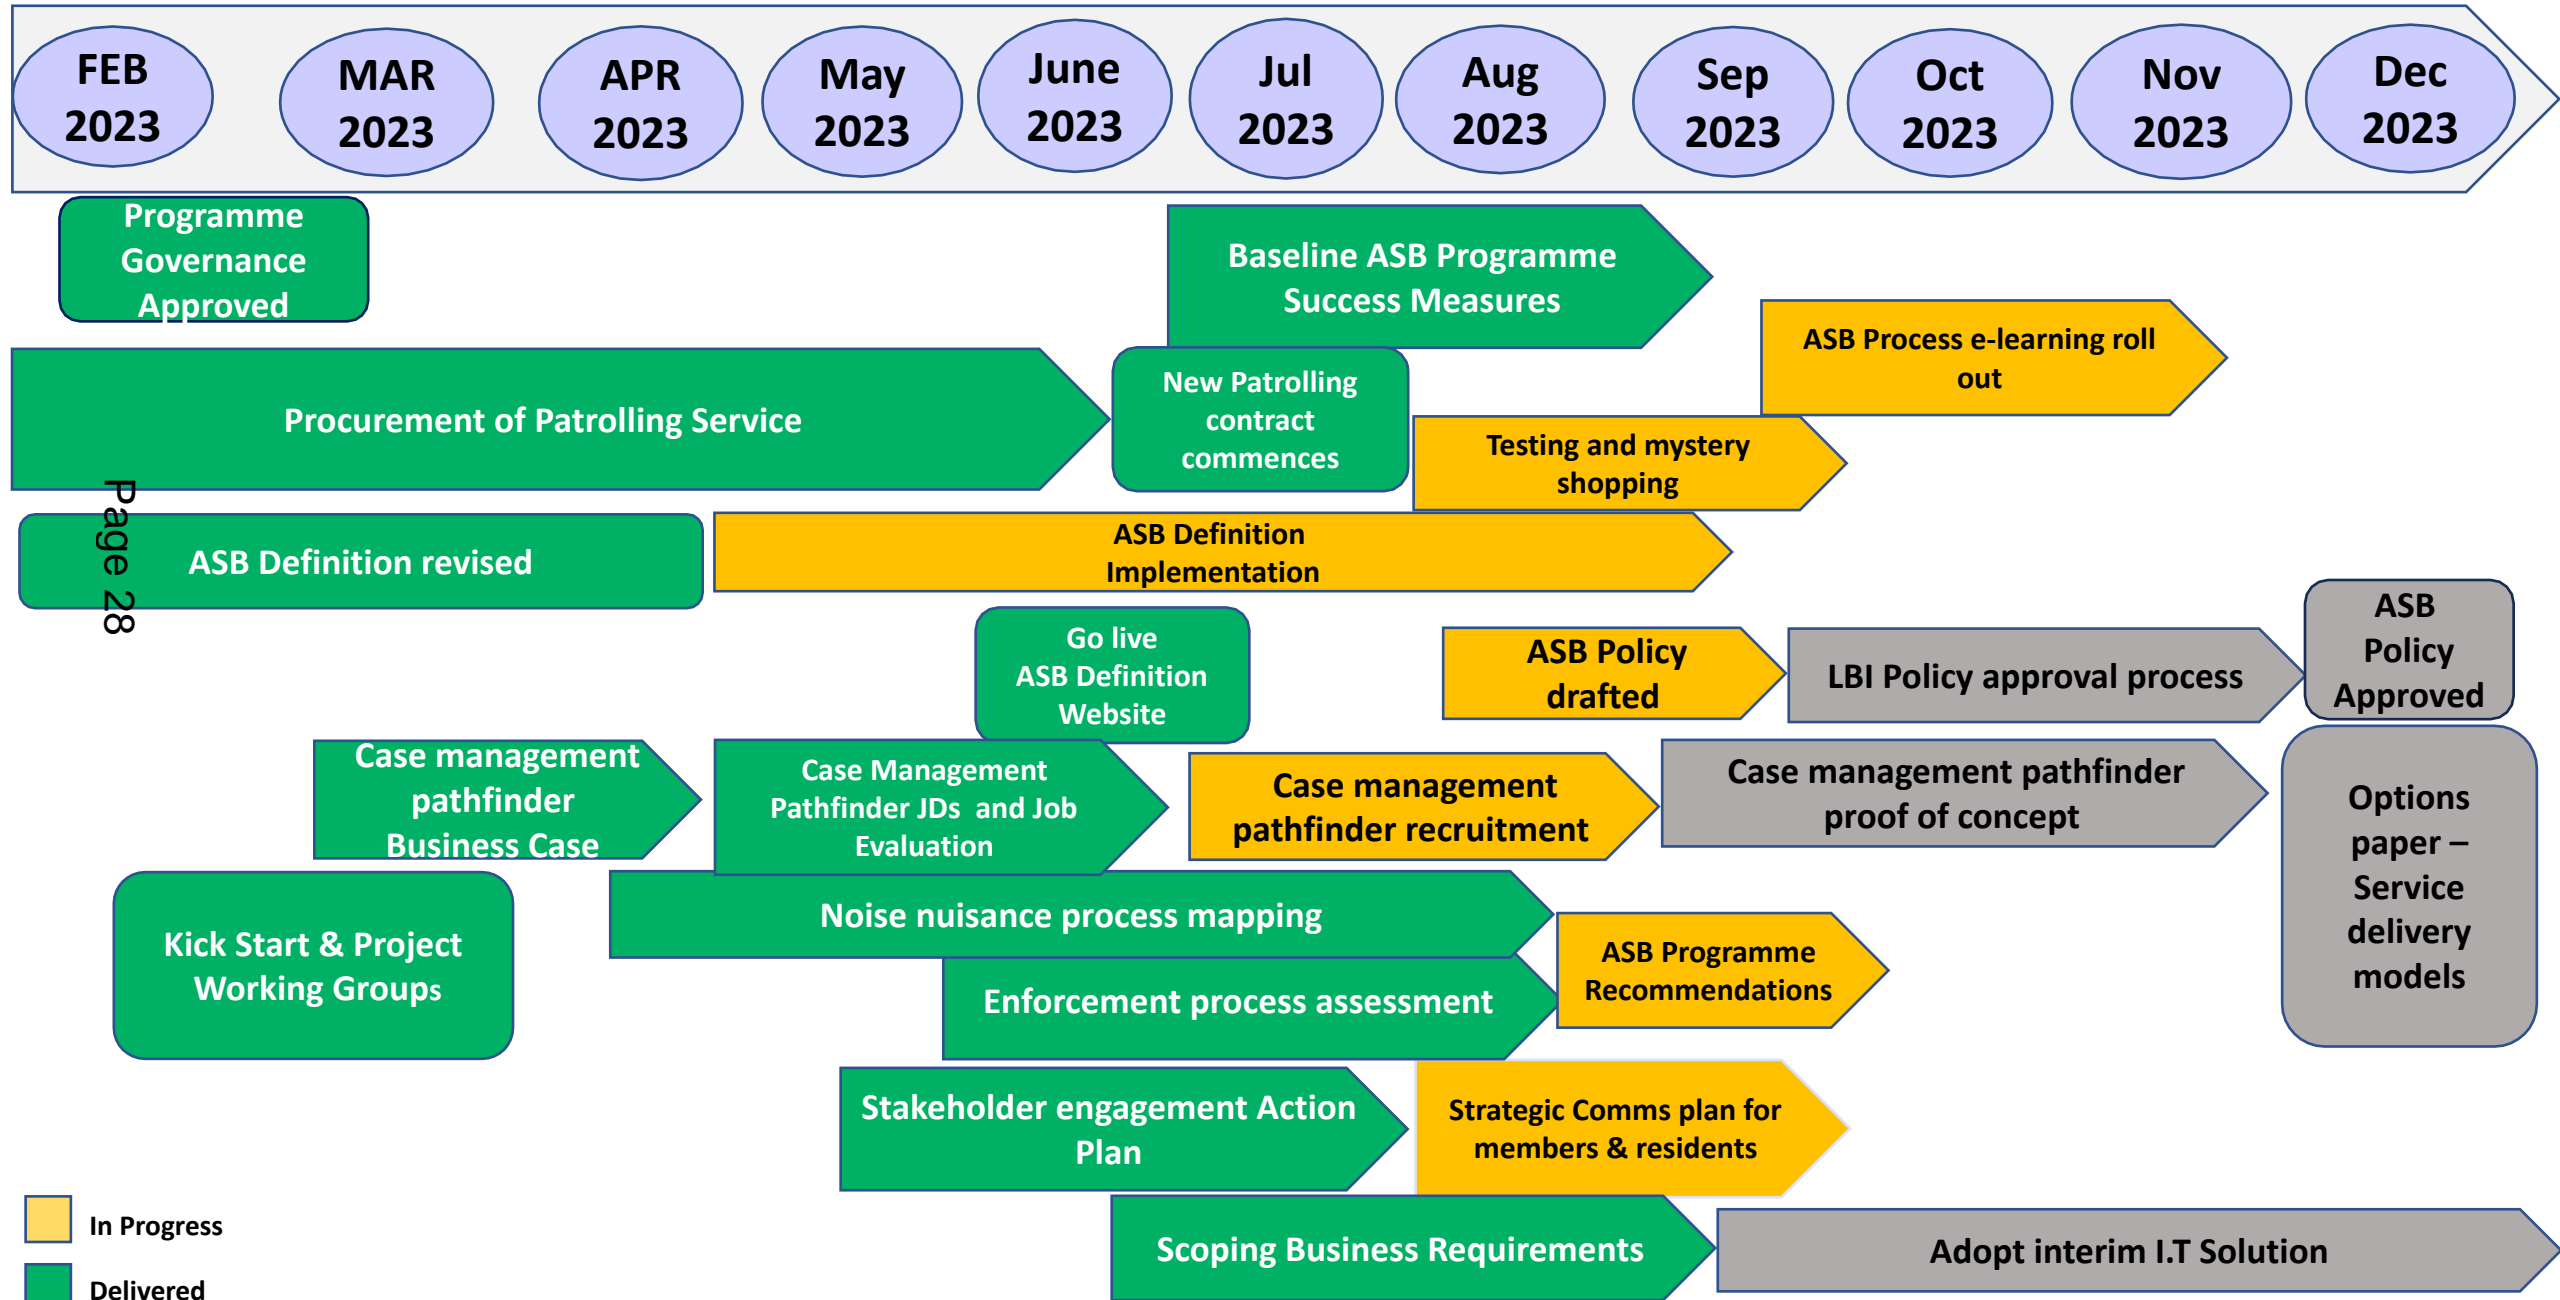 FEB
2023
MAR
2023
APR
2023
May
2023
June
2023
Jul
2023
Aug
2023
Sep
2023
Oct
2023
Nov
2023
Dec
2023
Programme
Governance
Approved
Baseline ASB Programme
Success Measures
ASB Process e-learning roll
out
Procurement of Patrolling Service
New Patrolling
contract
commences
Testing and mystery
shopping
Page 28
ASB Definition revised
ASB Definition
Implementation
Go live
ASB Definition
Website
ASB Policy
drafted
LBI Policy approval process
ASB
Policy
Approved
Case management
pathfinder
Business Case
Case Management
Pathfinder JDs and Job
Evaluation
Case management
pathfinder recruitment
Case management pathfinder
proof of concept
Options
paper –
Service
delivery
models
Kick Start & Project
Working Groups
Noise nuisance process mapping
Enforcement process assessment
ASB Programme
Recommendations
Stakeholder engagement Action
Plan
Strategic Comms plan for
members & residents
Scoping Business Requirements
Adopt interim I.T Solution
In Progress
Delivered